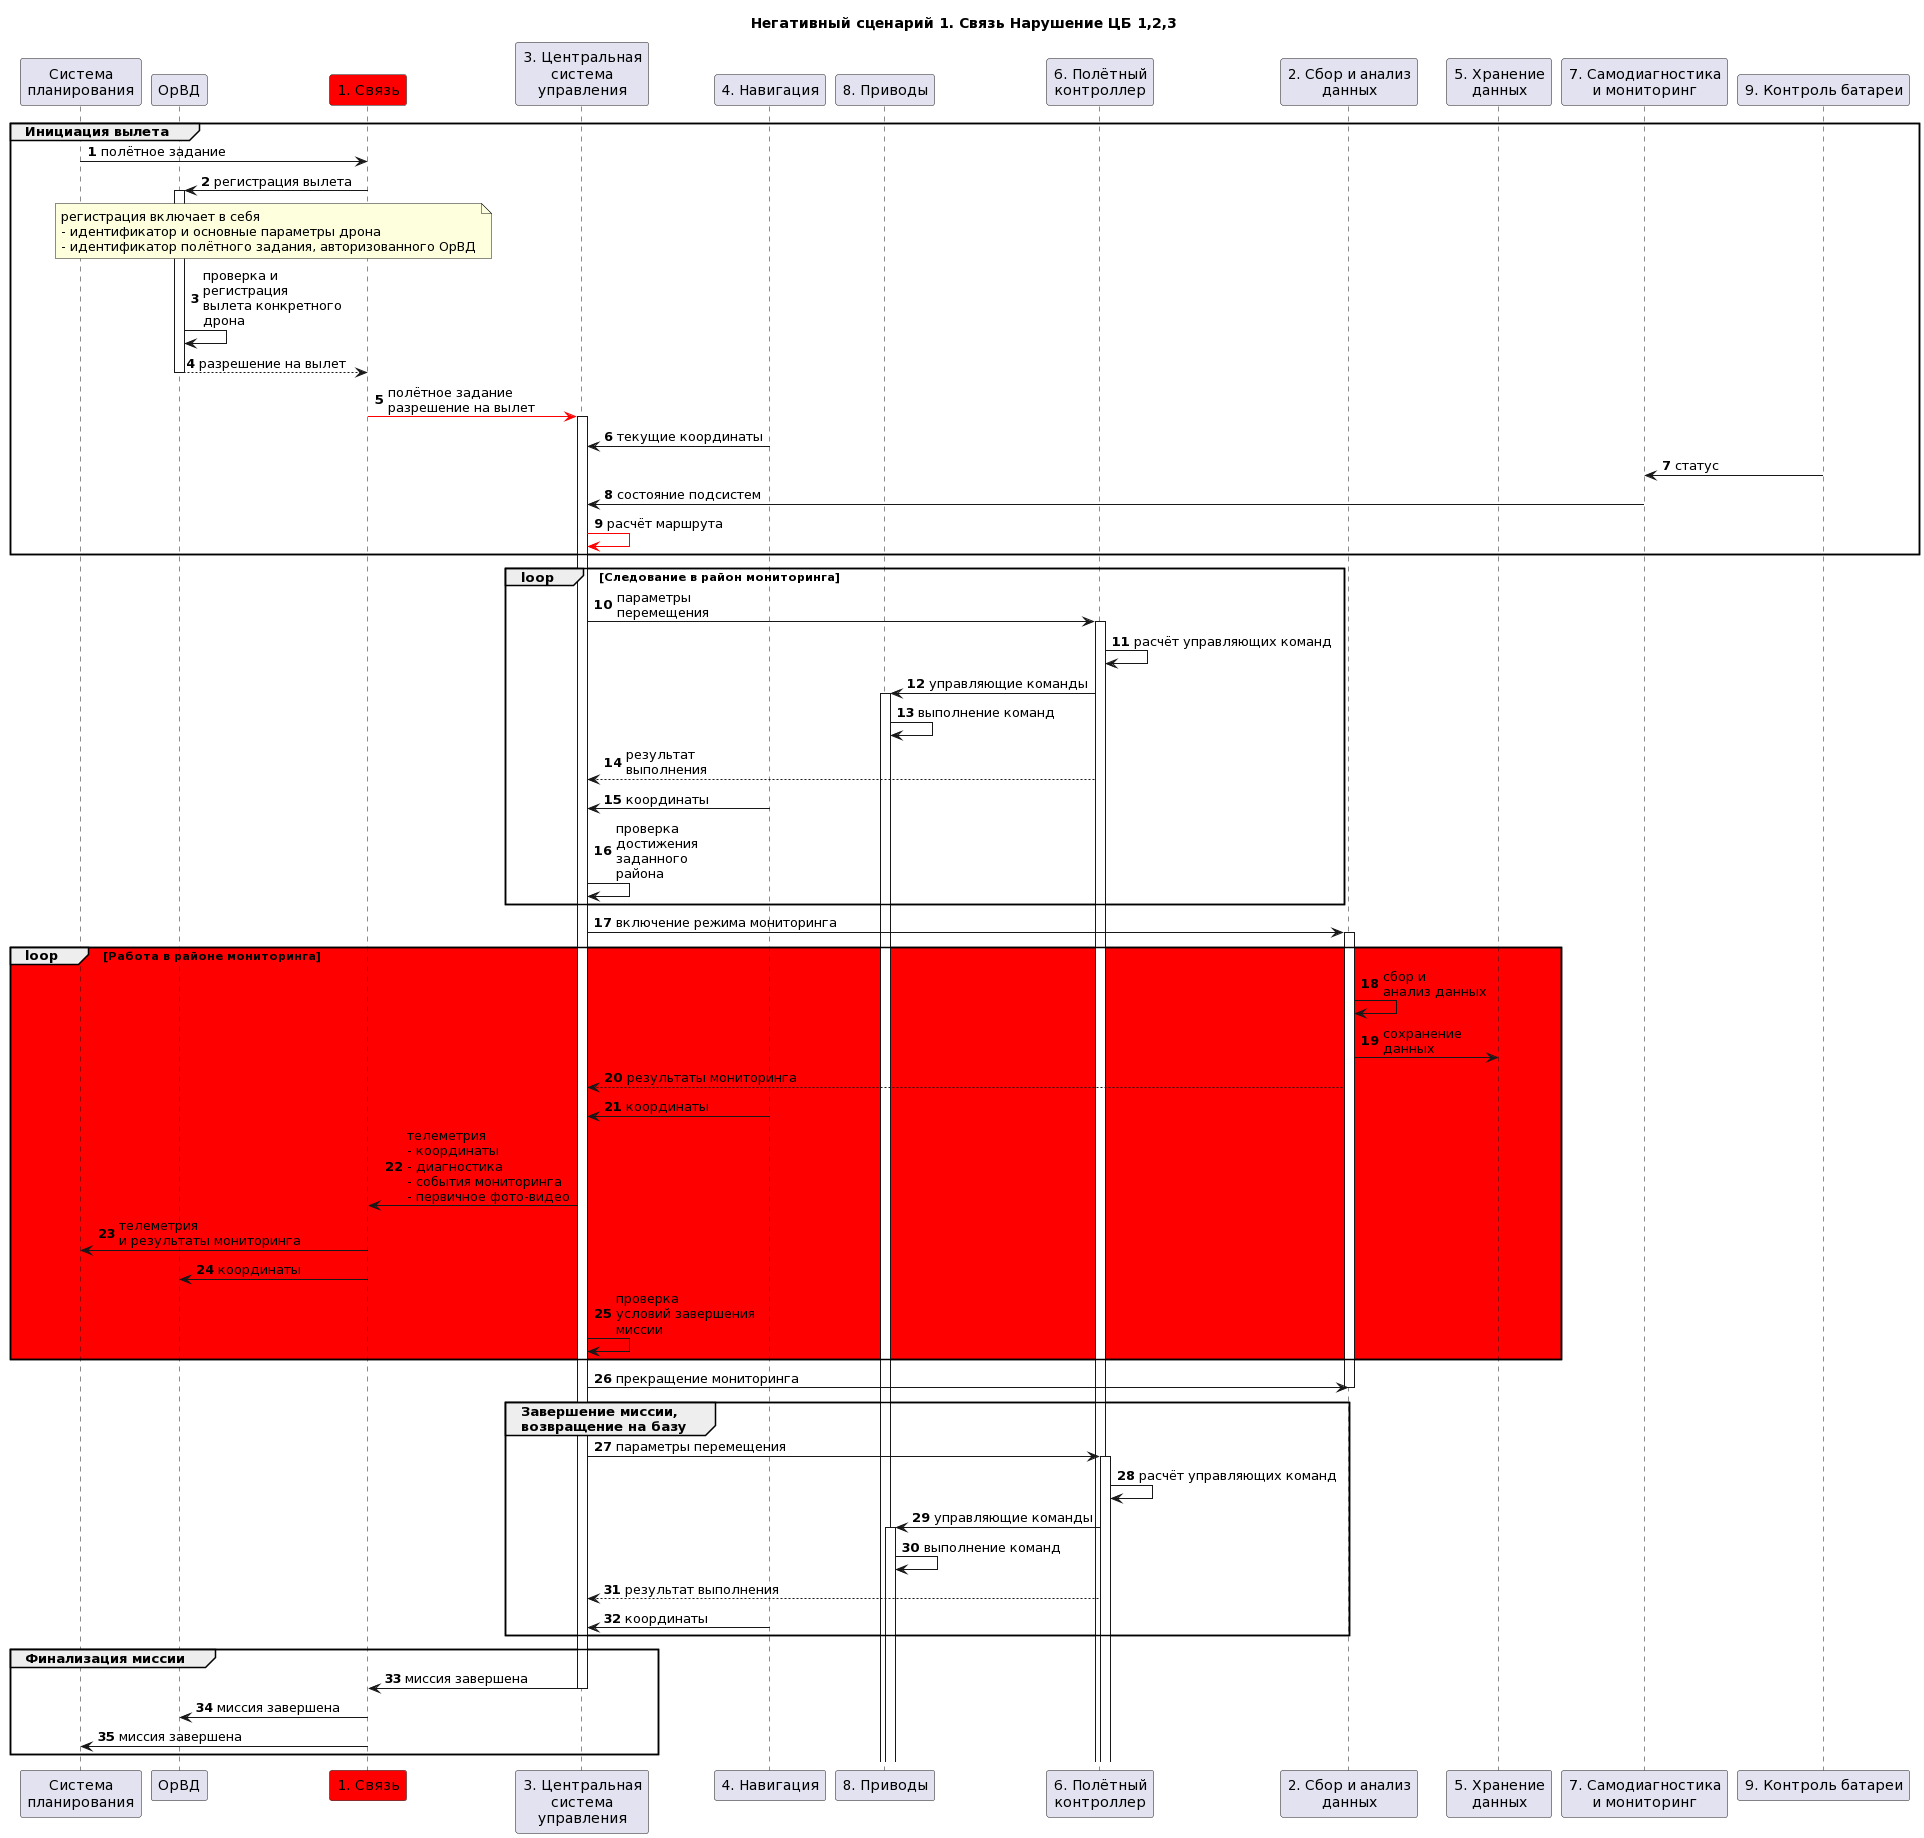 Негативный сценарий 1. Связь Нарушение ЦБ 1,2,3
Система
планирования
ОрВД
1. Связь
3. Центральная
система
управления
4. Навигация
8. Приводы
6. Полётный
контроллер
2. Сбор и анализ
данных
5. Хранение
данных
7. Самодиагностика
и мониторинг
9. Контроль батареи
Инициация вылета
1 полётное задание
2 регистрация вылета
регистрация включает в себя
- идентификатор и основные параметры дрона
- идентификатор полётного задания, авторизованного ОрВД
проверка и
регистрация
3 вылета конкретного
дрона
4 разрешение на вылет
5 полётное задание
разрешение на вылет
6 текущие координаты
7 статус
8 состояние подсистем
9 расчёт маршрута
loop [Следование в район мониторинга]
10 параметры
перемещения
11 расчёт управляющих команд
12 управляющие команды
13 выполнение команд
14 результат
выполнения
15 координаты
проверка
достижения
16 заданного
района
17 включение режима мониторинга
loop [Работа в районе мониторинга]
18 сбор и
анализ данных
19 сохранение
данных
20 результаты мониторинга
21 координаты
телеметрия
- координаты
22 - диагностика
- события мониторинга
- первичное фото-видео
23 телеметрия
и результаты мониторинга
24 координаты
проверка
25 условий завершения
миссии
26 прекращение мониторинга
Завершение миссии,
возвращение на базу
27 параметры перемещения
28 расчёт управляющих команд
29 управляющие команды
30 выполнение команд
31 результат выполнения
32 координаты
Финализация миссии
33 миссия завершена
34 миссия завершена
35 миссия завершена
Система
планирования
ОрВД
1. Связь
3. Центральная
система
управления
4. Навигация
8. Приводы
6. Полётный
контроллер
2. Сбор и анализ
данных
5. Хранение
данных
7. Самодиагностика
и мониторинг
9. Контроль батареи